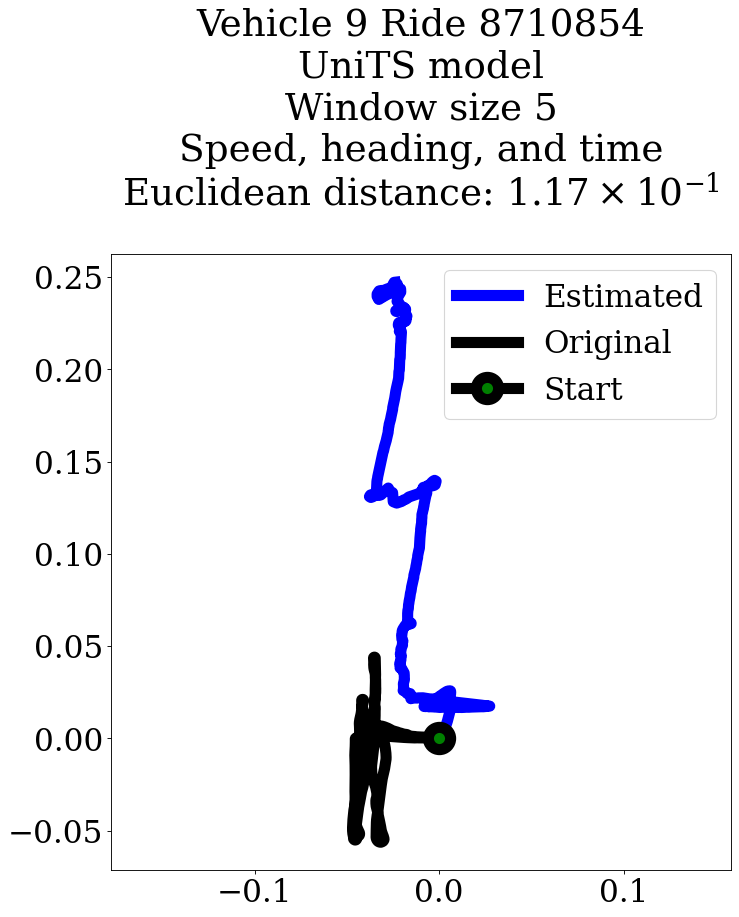 Vehicle 9 Ride 8710854
UniTS model
Window size 5
Speed, heading, and time
Euclidean distance: 1.17 × 10⁻¹
0.25
0.20
0.15
0.10
0.05
0.00
−0.05
Estimated
Original
Start
−0.1
0.0
0.1